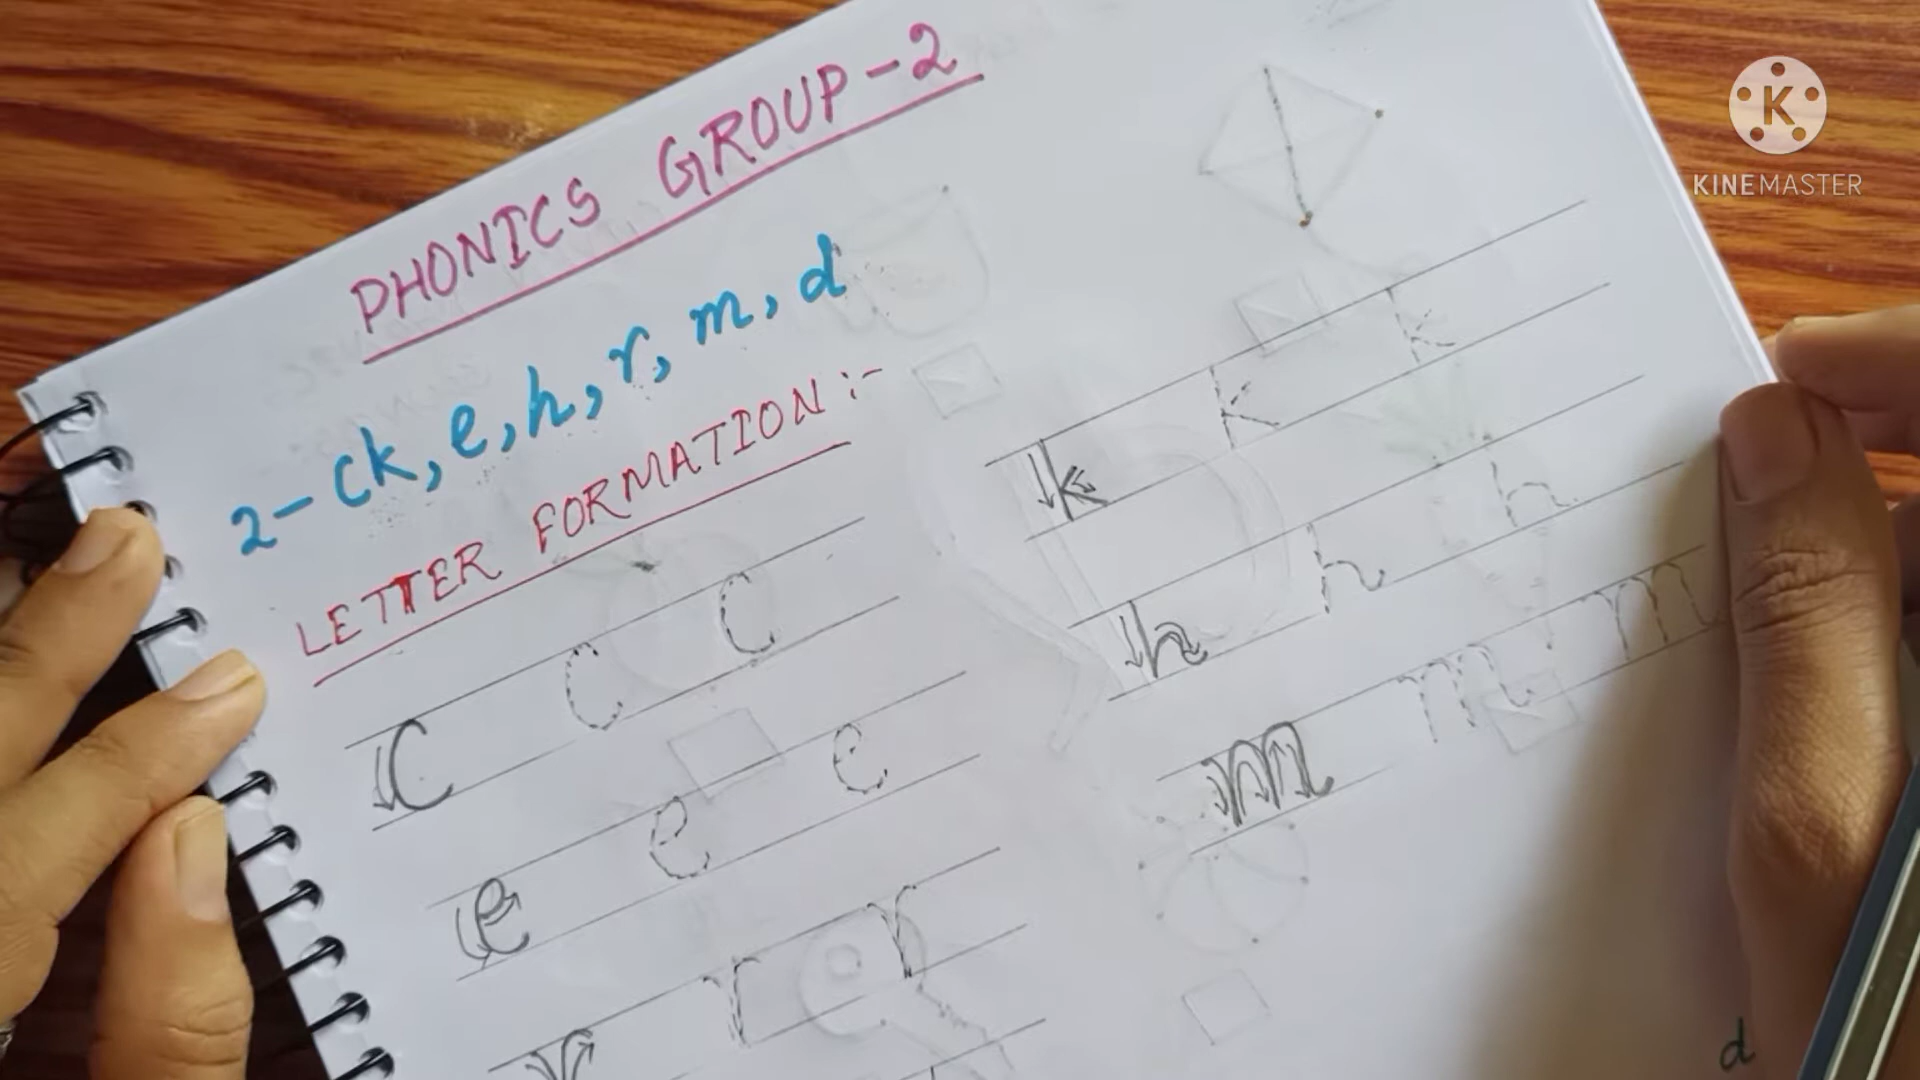 PHONICS GROUP-2
2- ck, e, h, r, m, d
LETTER FORMATION :-
c c c
e e e
r r r
k k k
h h h
m m m
d
K
KINEMASTER